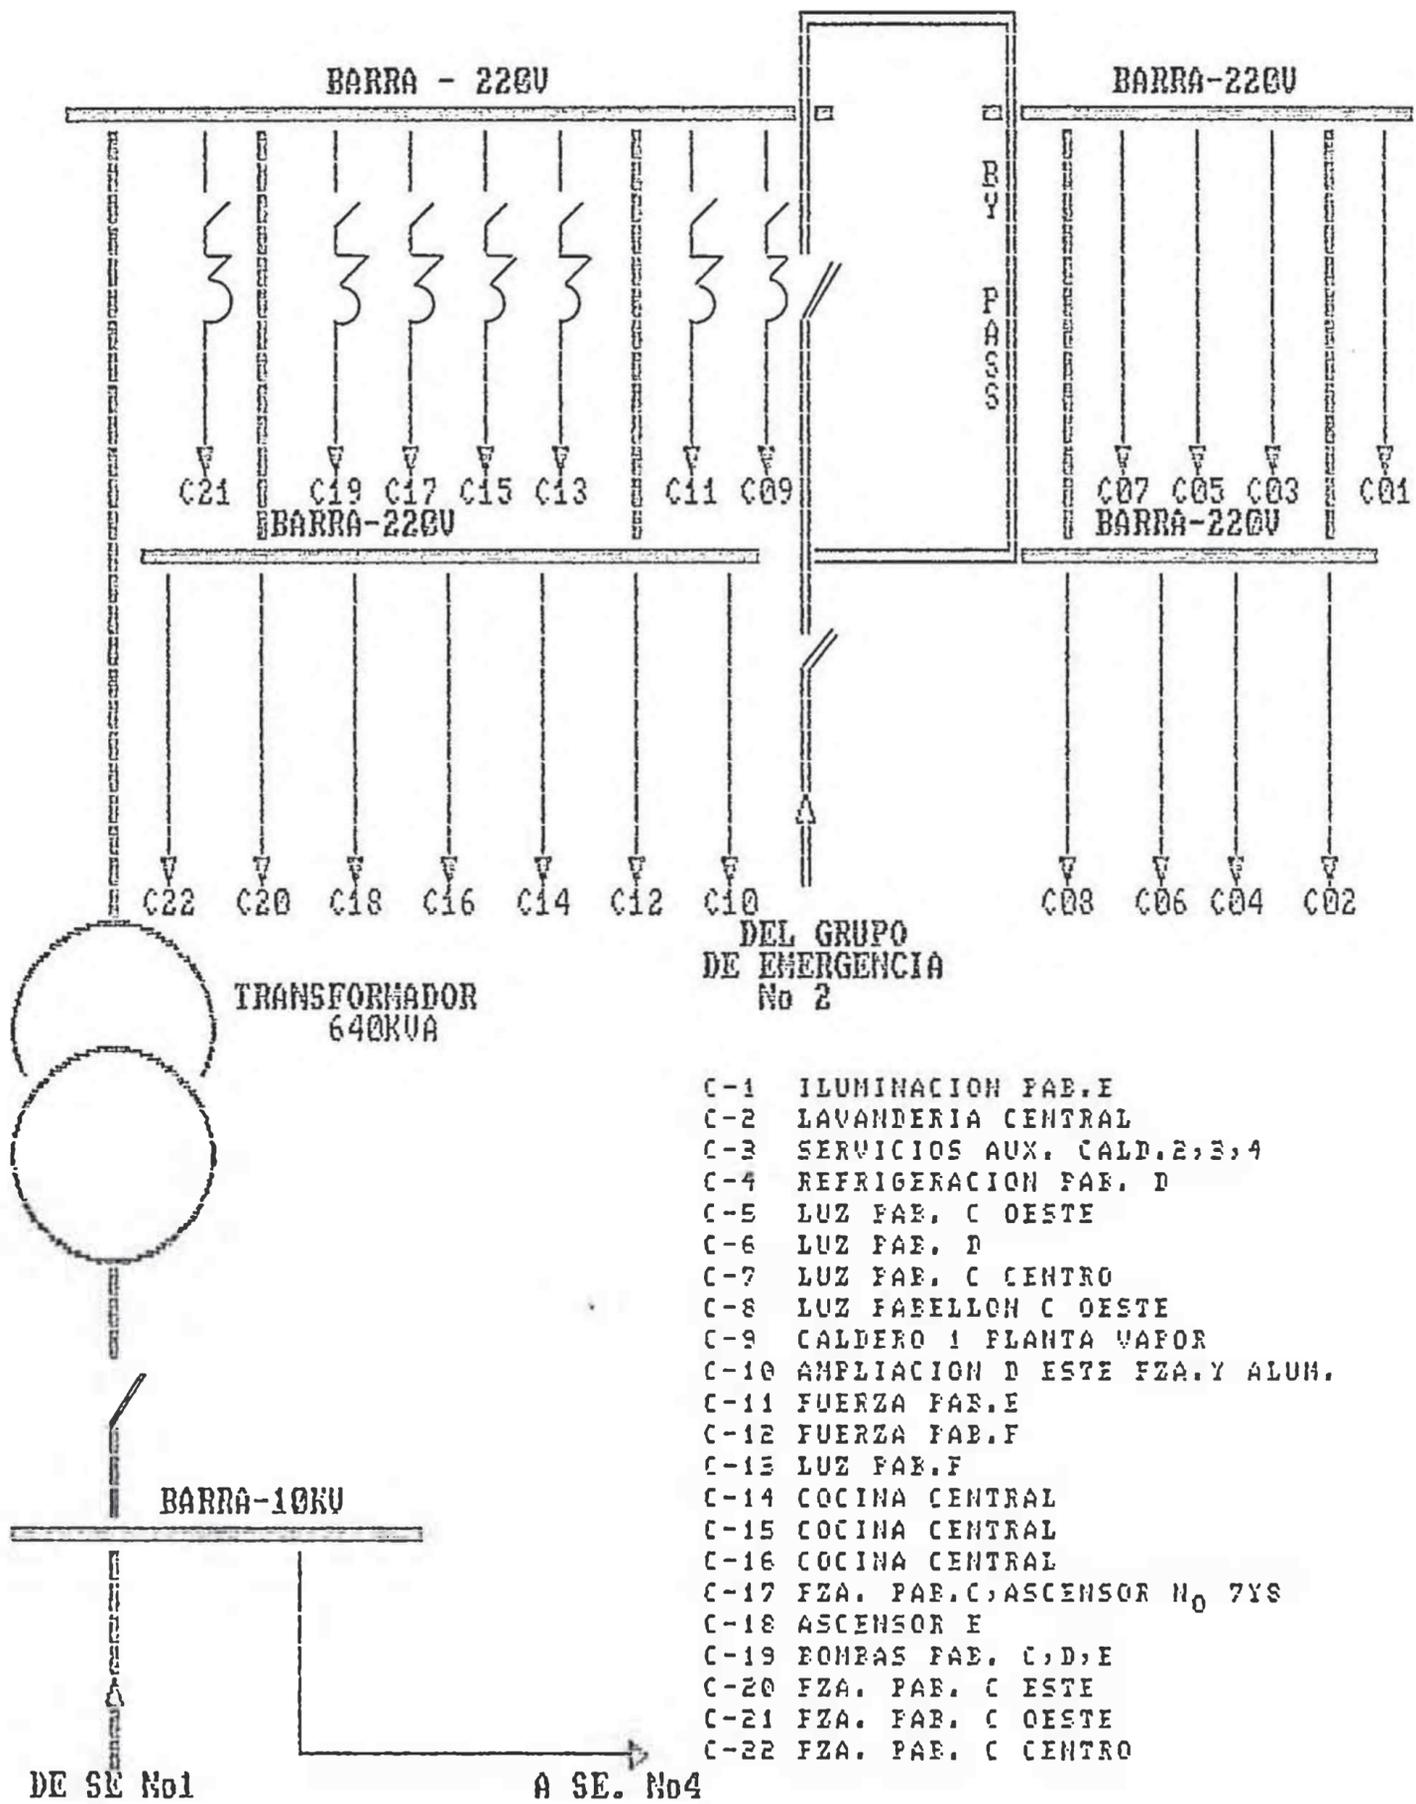 BARRA - 220V
BARRA-220V
BY PASS
C21 C19 C17 C15 C13 C11 C09
C07 C05 C03 C01
BARRA-220V
BARRA-220V
C22 C20 C18 C16 C14 C12 C10
C08 C06 C04 C02
DEL GRUPO
DE EMERGENCIA
No 2
TRANSFORMADOR
640KVA
C-1 ILUMINACION PAB.E
C-2 LAVANDERIA CENTRAL
C-3 SERVICIOS AUX. CALD.2,3,4
C-4 REFRIGERACION PAB. D
C-5 LUZ PAB. C OESTE
C-6 LUZ PAB. D
C-7 LUZ PAB. C CENTRO
C-8 LUZ PABELLON C OESTE
C-9 CALDERO 1 PLANTA VAPOR
C-10 AMPLIACION D ESTE FZA.Y ALUM.
C-11 FUERZA PAB.E
C-12 FUERZA PAB.F
C-13 LUZ PAB.F
C-14 COCINA CENTRAL
C-15 COCINA CENTRAL
C-16 COCINA CENTRAL
C-17 FZA. PAB.C,ASCENSOR No 7Y8
C-18 ASCENSOR E
C-19 BOMBAS PAB. C,D,E
C-20 FZA. PAB. C ESTE
C-21 FZA. PAB. C OESTE
C-22 FZA. PAB. C CENTRO
BARRA-10KV
DE SE No1
A SE. No4